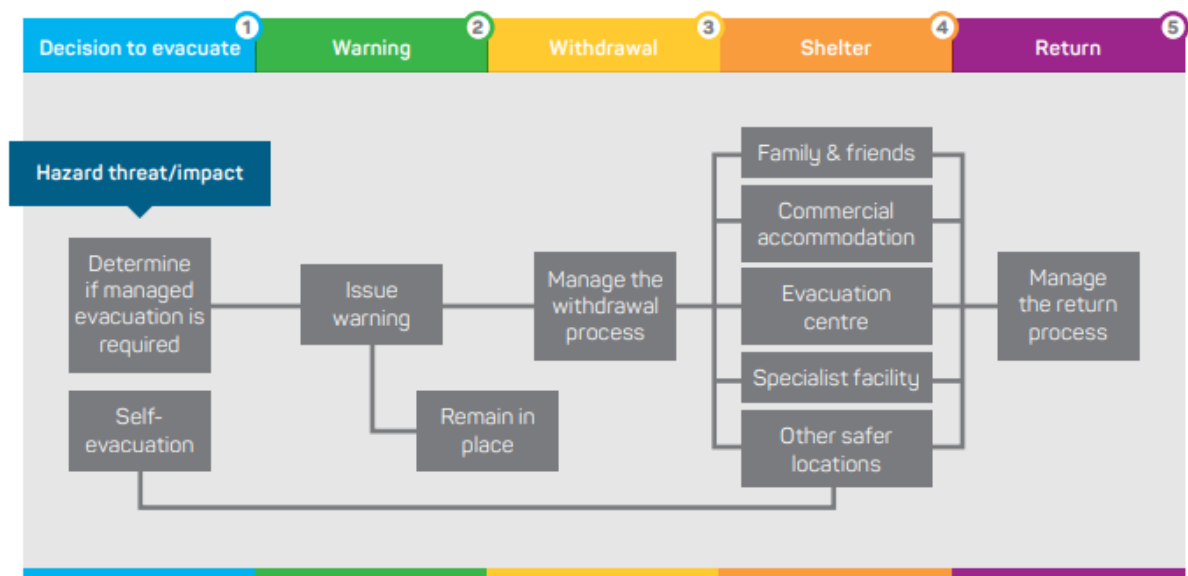 1
2
3
4
5
Decision to evacuate
Warning
Withdrawal
Shelter
Return
Hazard threat/impact
Determine
if managed
evacuation is
required
Self-
evacuation
Issue
warning
Remain in
place
Manage the
withdrawal
process
Family & friends
Commercial
accommodation
Evacuation
centre
Specialist facility
Other safer
locations
Manage
the return
process